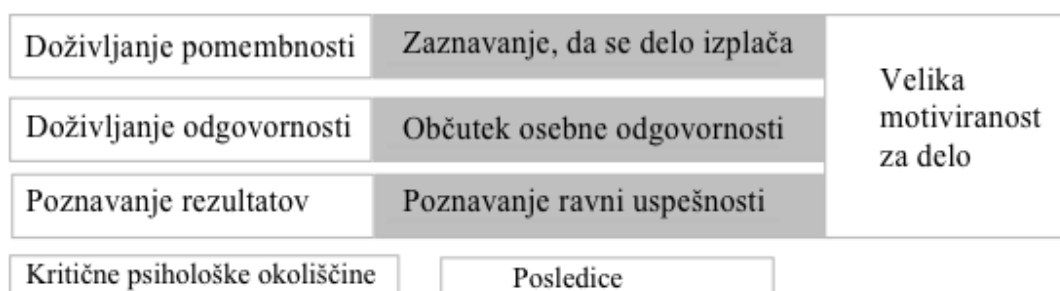 Doživljanje pomembnosti
Zaznavanje, da se delo izplača
Doživljanje odgovornosti
Občutek osebne odgovornosti
Poznavanje rezultatov
Poznavanje ravni uspešnosti
Velika
motiviranost
za delo
Kritične psihološke okoliščine
Posledice